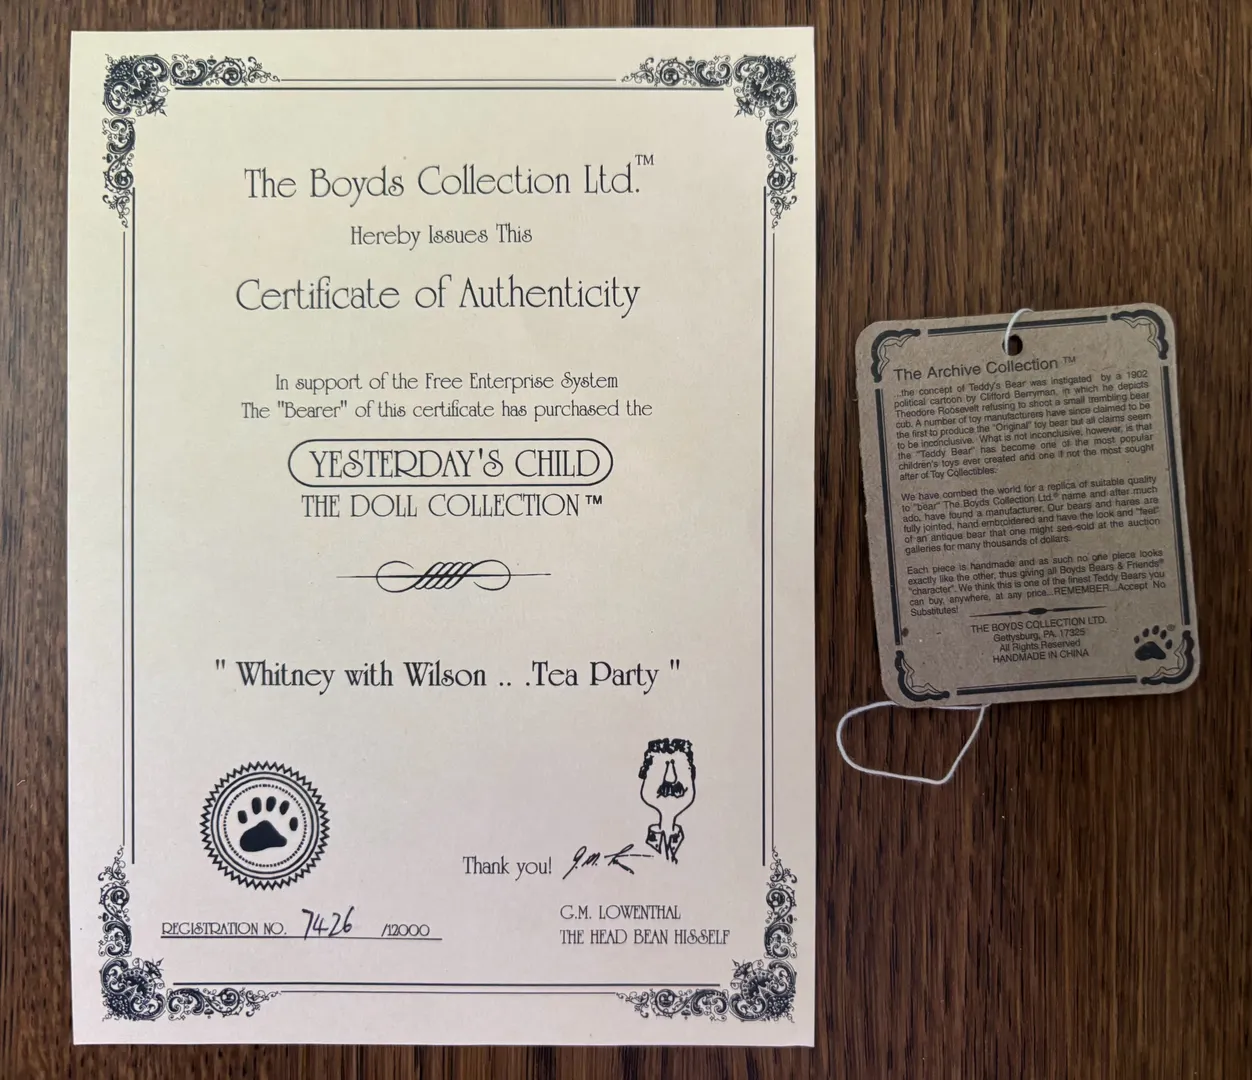 The Boyds Collection Ltd.™
Hereby Issues This
Certificate of Authenticity
In support of the Free Enterprise System
The "Bearer" of this certificate has purchased the
YESTERDAY'S CHILD
THE DOLL COLLECTION™
" Whitney with Wilson .. .Tea Party "
Thank you!
REGISTRATION NO. 7426 /12000
G.M. LOWENTHAL
THE HEAD BEAN HISSELF
The Archive Collection ™
...the concept of Teddy's Bear was instigated by a 1902
political cartoon by Clifford Berryman, in which he depicts
Theodore Roosevelt refusing to shoot a small trembling bear
cub. A number of toy manufacturers have since claimed to be
the first to produce the "Original" toy bear but all claims seem
to be inconclusive. What is not inconclusive, however, is that
the "Teddy Bear" has become one of the most popular
children's toys ever created and one if not the most sought
after of Toy Collectibles.
We have combed the world for a replica of suitable quality
to "bear" The Boyds Collection Ltd.® name and after much
ado, have found a manufacturer. Our bears and hares are
fully jointed, hand embroidered and have the look and "feel"
of an antique bear that one might see sold at the auction
galleries for many thousands of dollars.
Each piece is handmade and as such no one piece looks
exactly like the other, thus giving all Boyds Bears & Friends®
"character". We think this is one of the finest Teddy Bears you
can buy, anywhere, at any price...REMEMBER...Accept No
Substitutes!
THE BOYDS COLLECTION LTD.
Gettysburg, PA. 17325
All Rights Reserved
HANDMADE IN CHINA